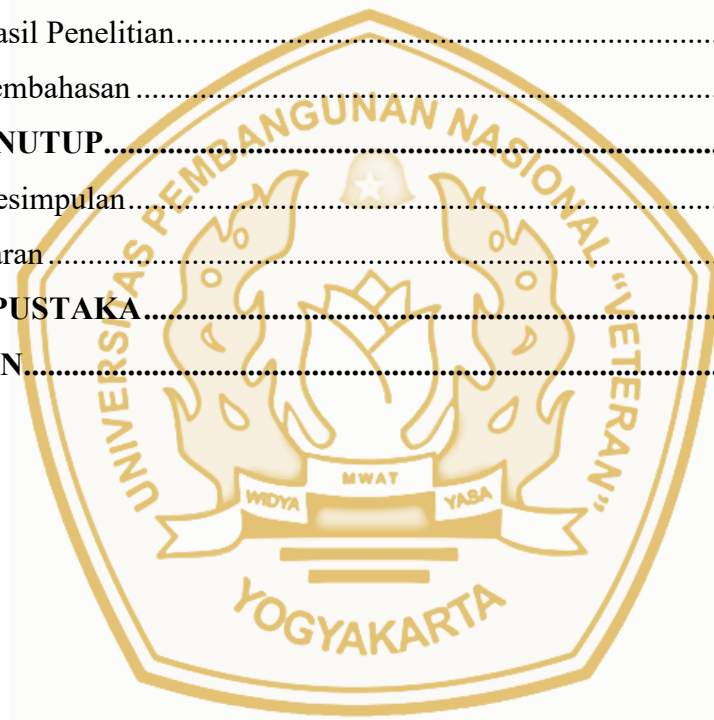 asil Penelitian............................................................
embahasan............................................................
NUTUP............................................................
esimpulan............................................................
aran............................................................
PUSTAKA............................................................
N............................................................
UNIVERSITAS PEMBANGUNAN NASIONAL "VETERAN"
WIDYA MWAT YASA
YOGYAKARTA